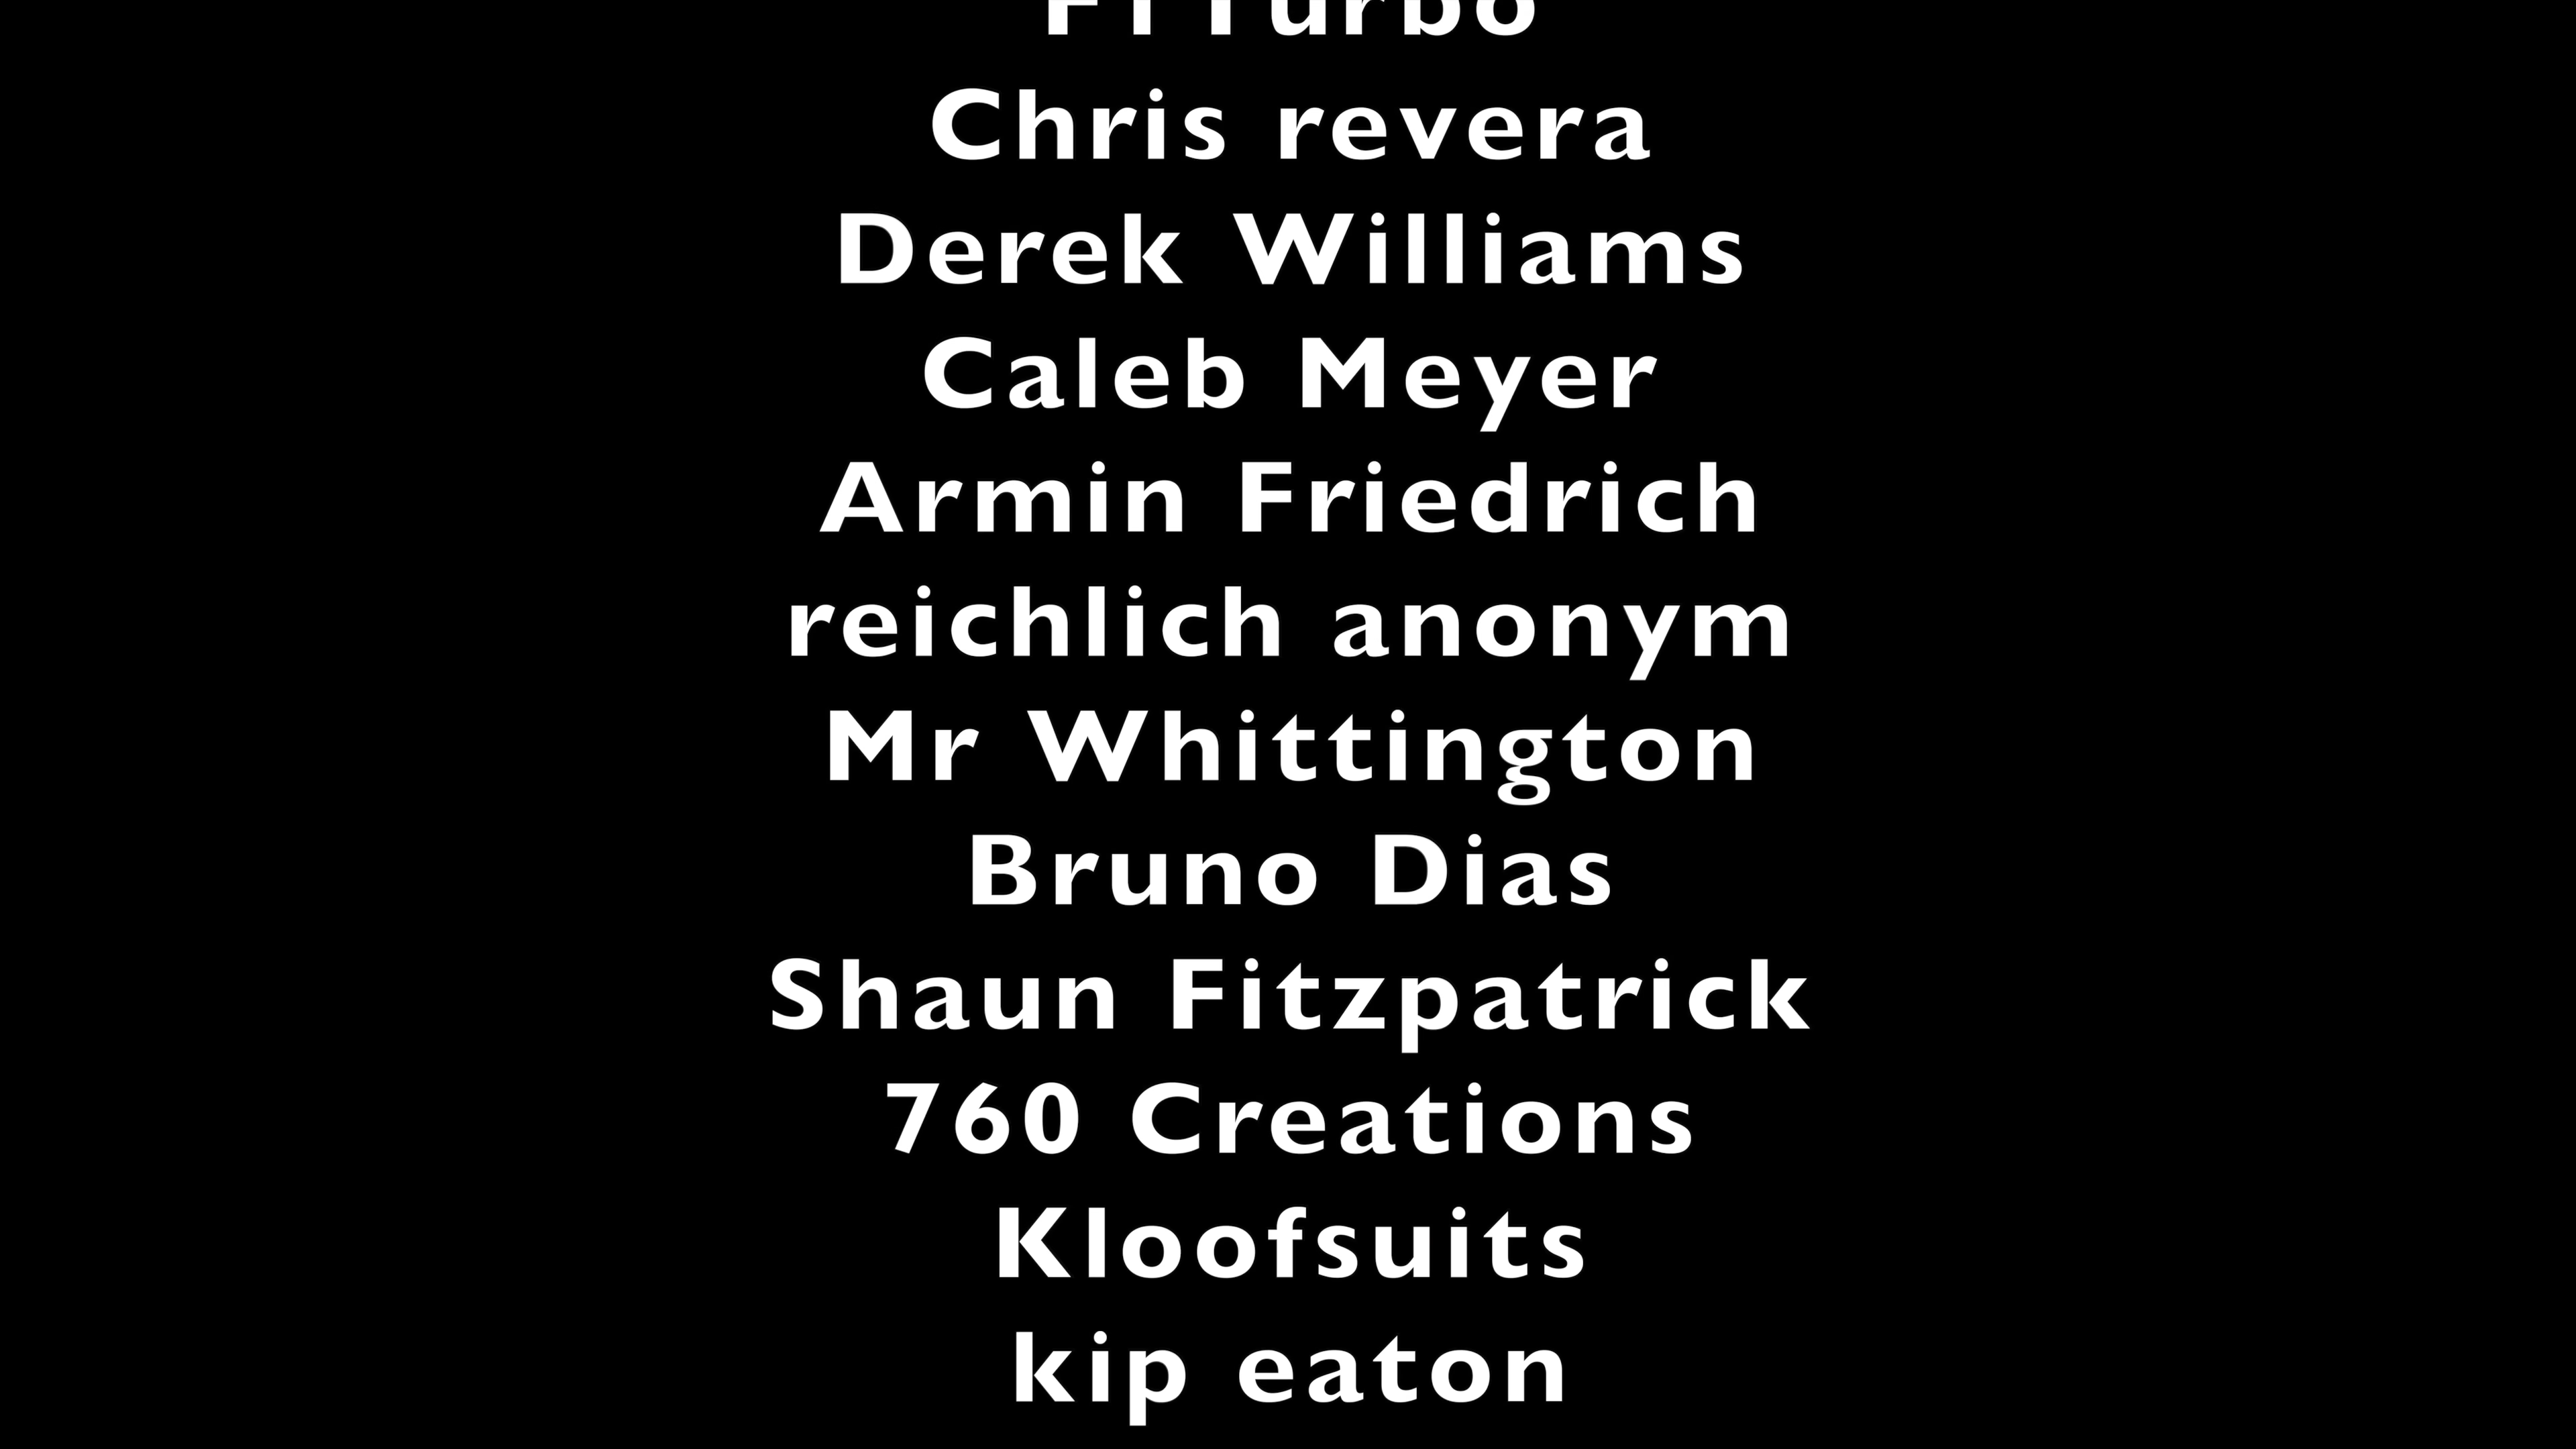 Chris revera
Derek Williams
Caleb Meyer
Armin Friedrich
reichlich anonym
Mr Whittington
Bruno Dias
Shaun Fitzpatrick
760 Creations
Kloofsuits
kip eaton